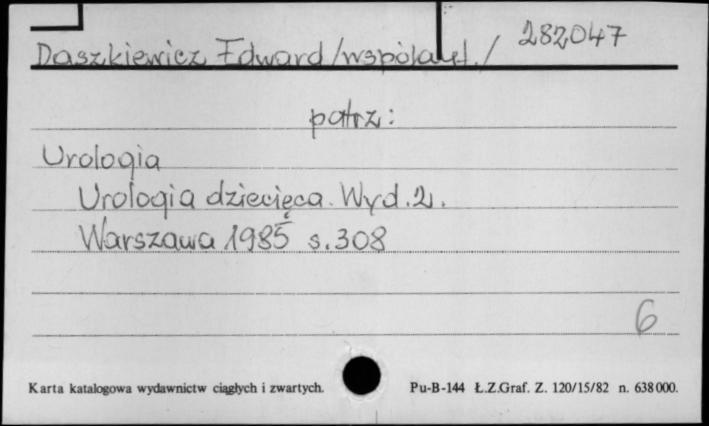 282047
Daszkiewicz Edward /współaut./
patrz:
Urologia
Urologia dziecięca. Wyd. 2.
Warszawa 1985 s. 308
6
Karta katalogowa wydawnictw ciągłych i zwartych.
Pu-B-144 Ł.Z.Graf. Z. 120/15/82 n. 638 000.